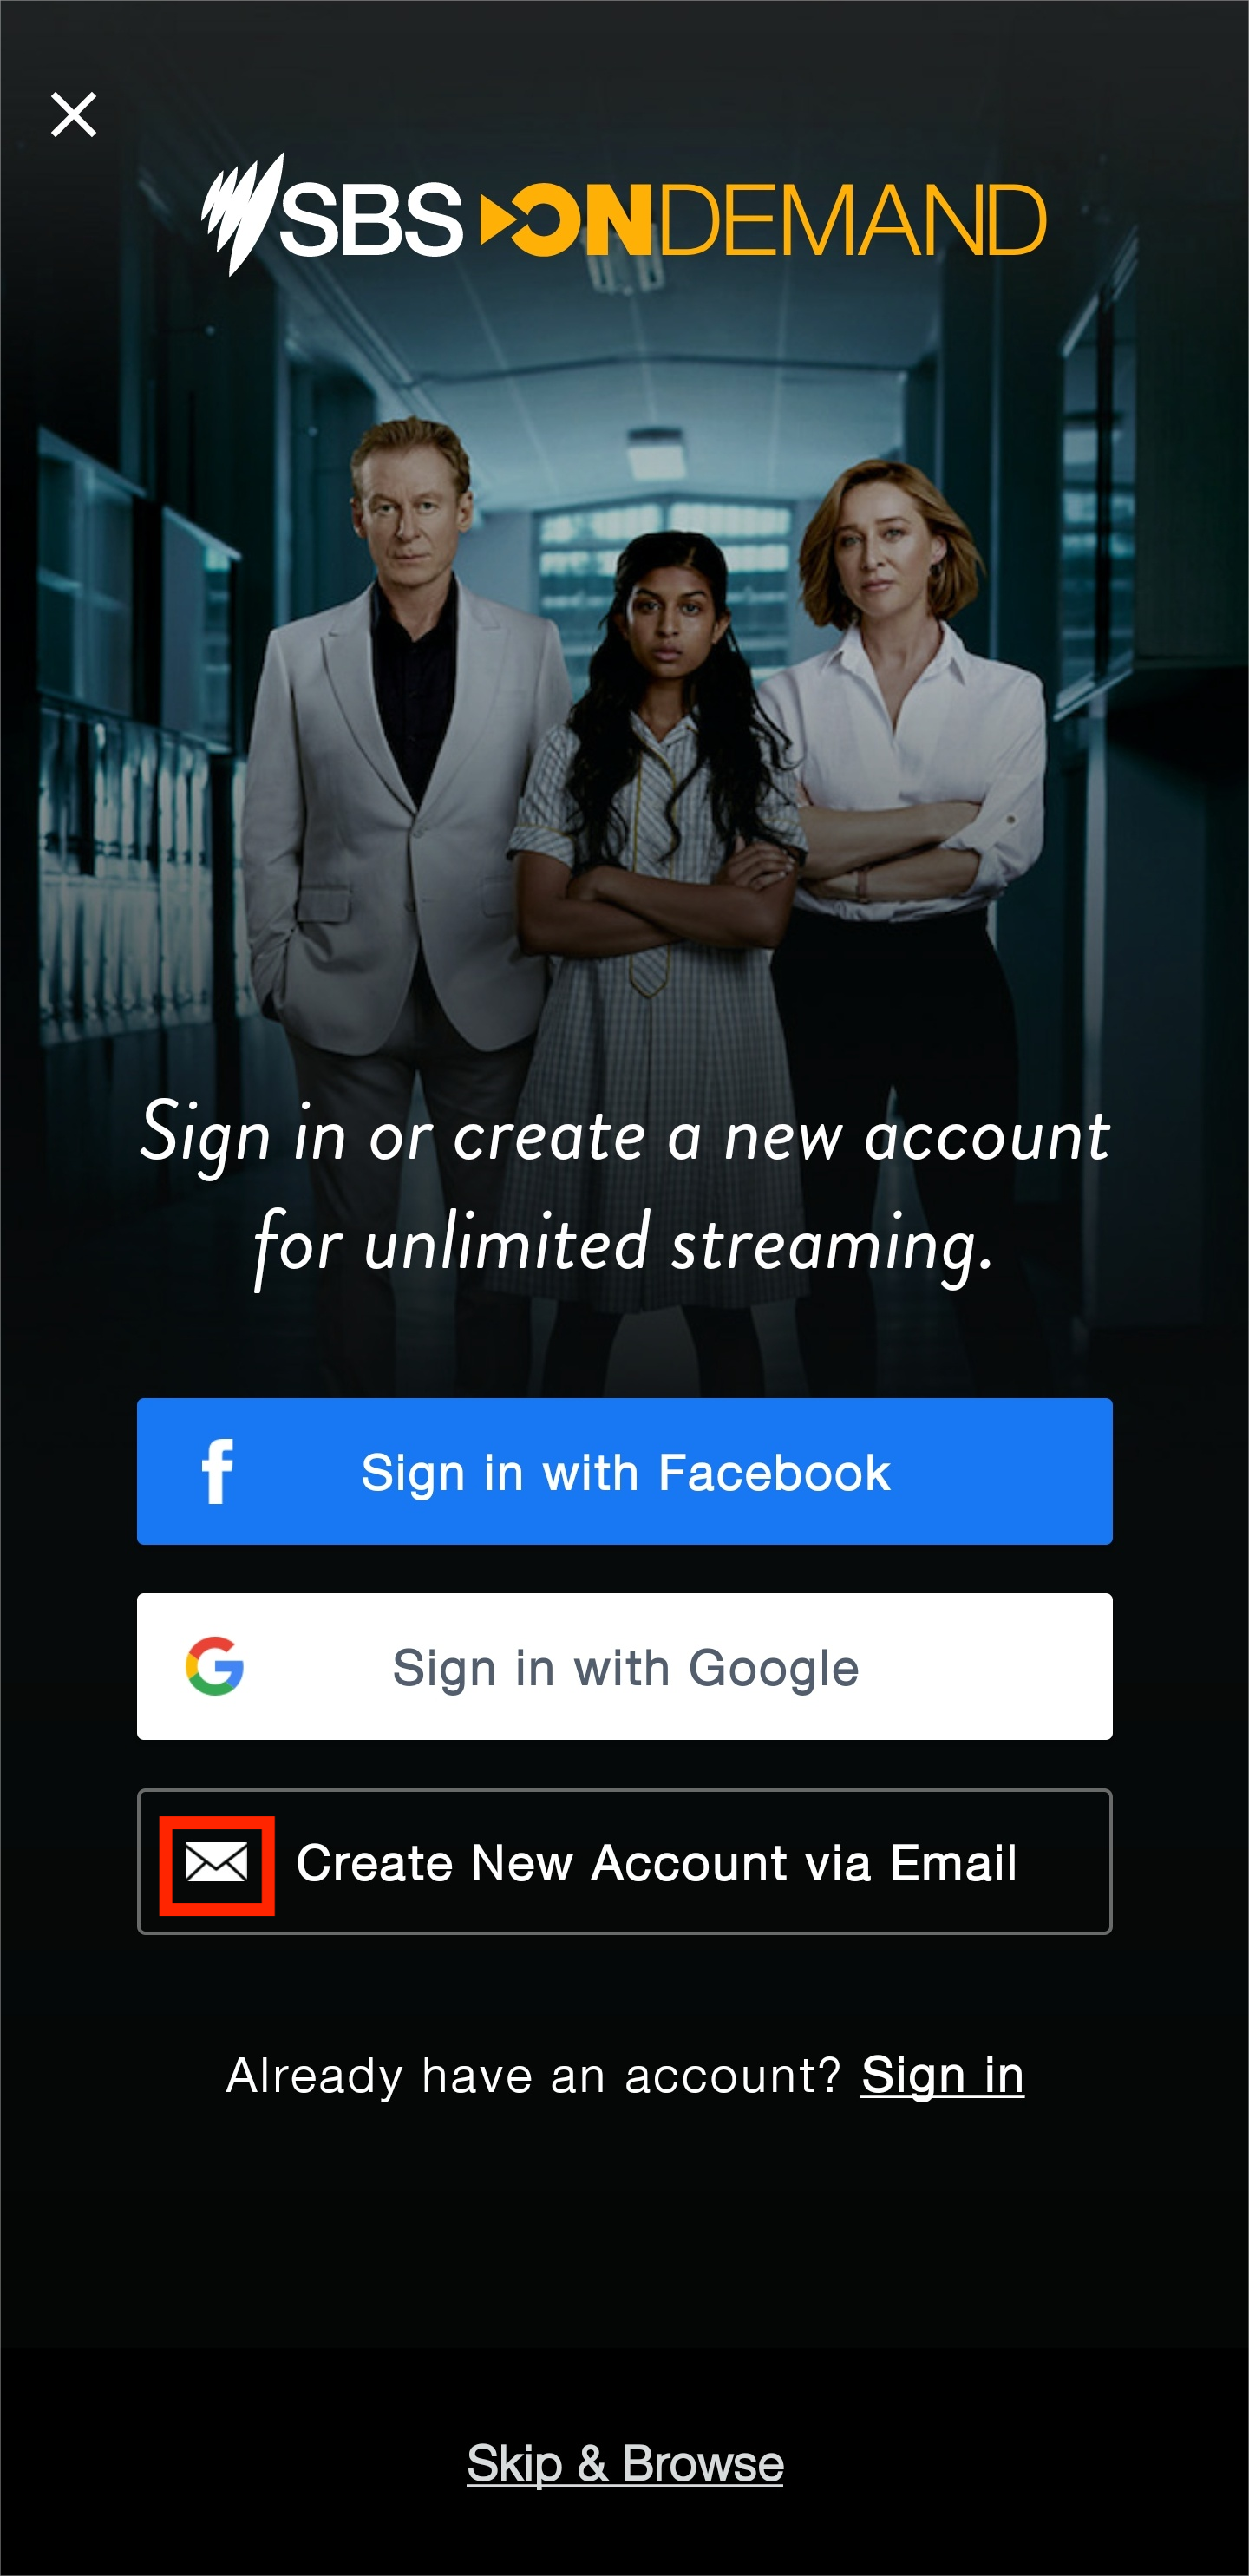 SBS ONDEMAND
Sign in or create a new account
for unlimited streaming.
Sign in with Facebook
Sign in with Google
Create New Account via Email
Already have an account? Sign in
Skip & Browse